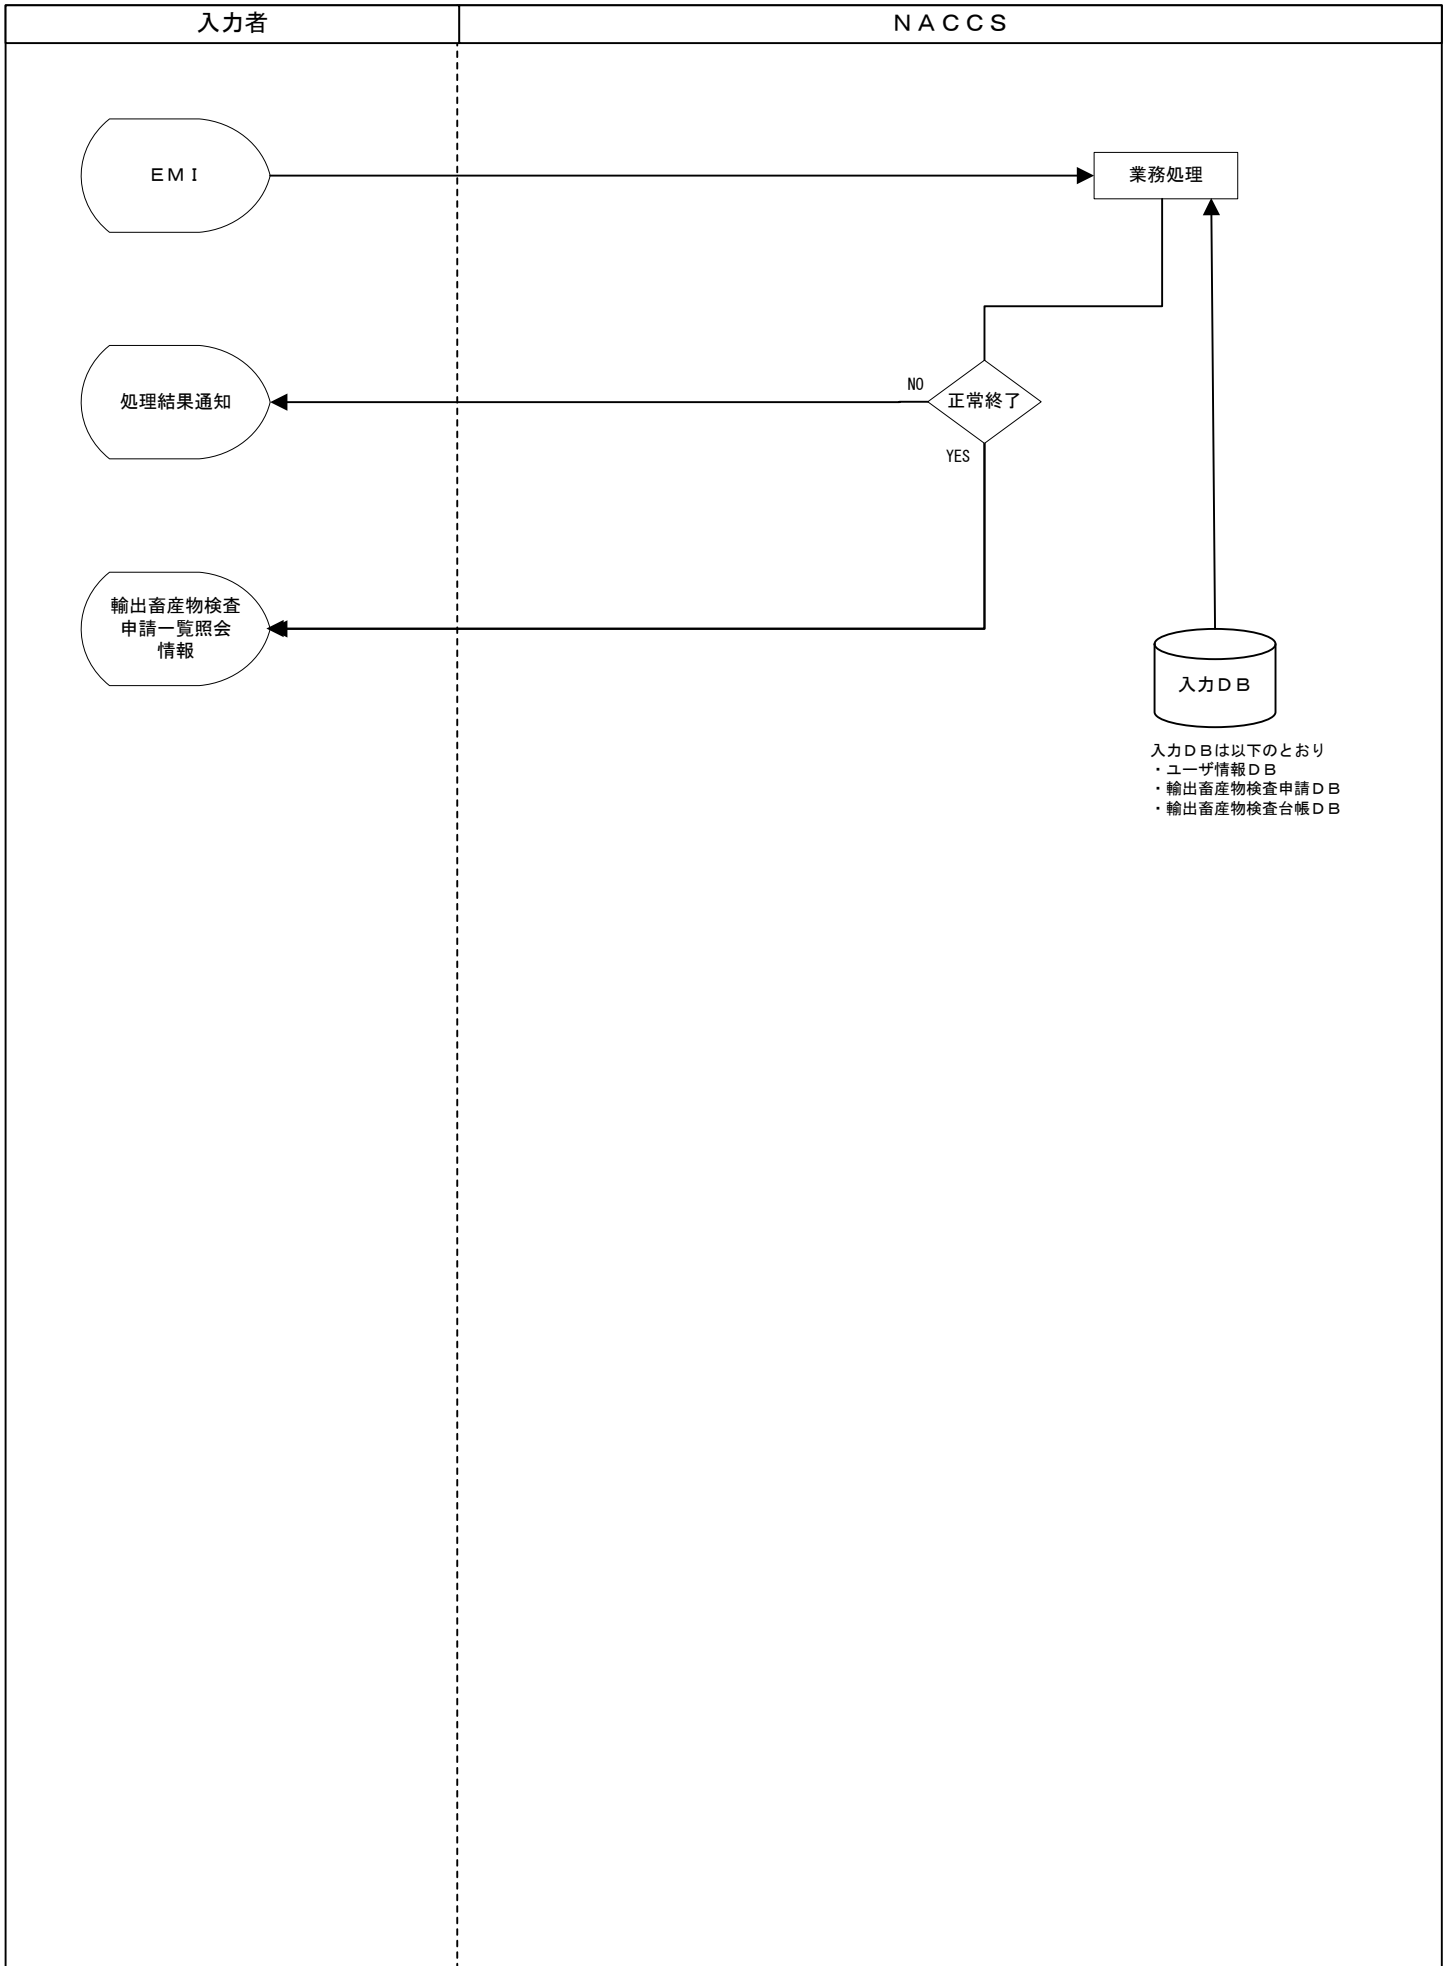 入力者
ＮＡＣＣＳ
ＥＭＩ
業務処理
処理結果通知
NO
正常終了
YES
輸出畜産物検査
申請一覧照会
情報
入力ＤＢ
入力ＤＢは以下のとおり
・ユーザ情報ＤＢ
・輸出畜産物検査申請ＤＢ
・輸出畜産物検査台帳ＤＢ